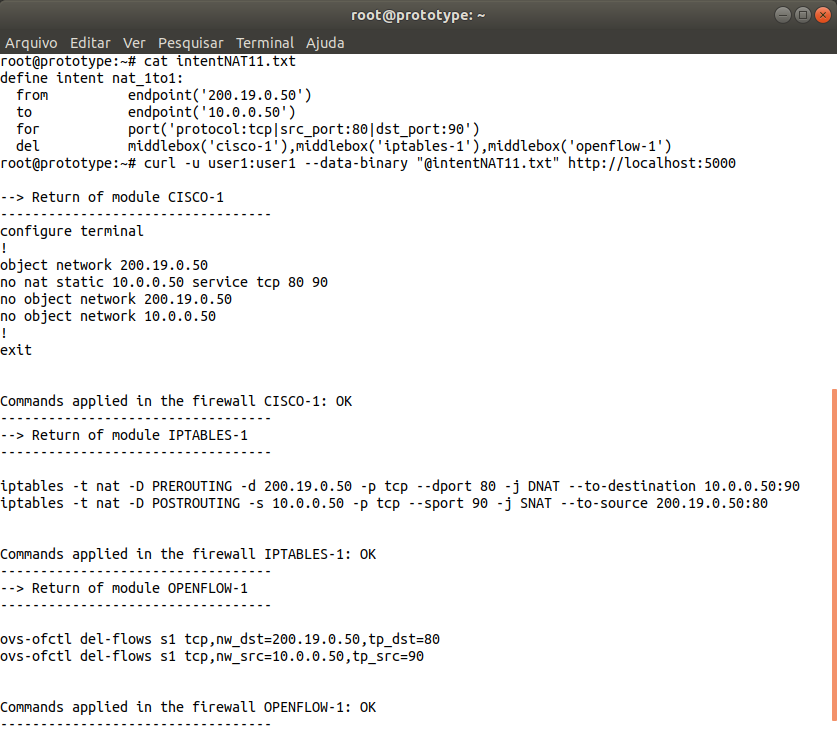 root@prototype: ~
Arquivo Editar Ver Pesquisar Terminal Ajuda
root@prototype:~# cat intentNAT11.txt
define intent nat_1to1:
  from          endpoint('200.19.0.50')
  to            endpoint('10.0.0.50')
  for           port('protocol:tcp|src_port:80|dst_port:90')
  del           middlebox('cisco-1'),middlebox('iptables-1'),middlebox('openflow-1')
root@prototype:~# curl -u user1:user1 --data-binary "@intentNAT11.txt" http://localhost:5000
--> Return of module CISCO-1
----------------------------------
configure terminal
!
object network 200.19.0.50
no nat static 10.0.0.50 service tcp 80 90
no object network 200.19.0.50
no object network 10.0.0.50
!
exit
Commands applied in the firewall CISCO-1: OK
----------------------------------
--> Return of module IPTABLES-1
----------------------------------
iptables -t nat -D PREROUTING -d 200.19.0.50 -p tcp --dport 80 -j DNAT --to-destination 10.0.0.50:90
iptables -t nat -D POSTROUTING -s 10.0.0.50 -p tcp --sport 90 -j SNAT --to-source 200.19.0.50:80
Commands applied in the firewall IPTABLES-1: OK
----------------------------------
--> Return of module OPENFLOW-1
----------------------------------
ovs-ofctl del-flows s1 tcp,nw_dst=200.19.0.50,tp_dst=80
ovs-ofctl del-flows s1 tcp,nw_src=10.0.0.50,tp_src=90
Commands applied in the firewall OPENFLOW-1: OK
----------------------------------